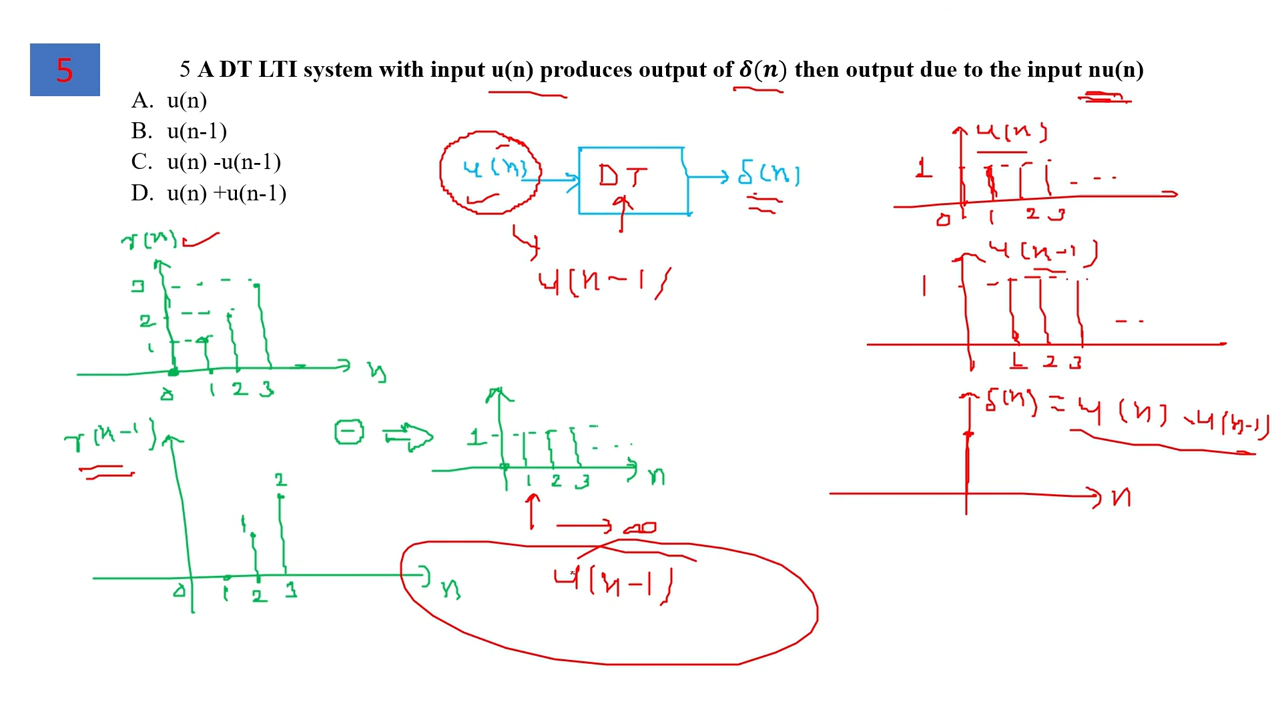 5
5 A DT LTI system with input u(n) produces output of δ(n) then output due to the input nu(n)
A. u(n)
B. u(n-1)
C. u(n) -u(n-1)
D. u(n) +u(n-1)
u(n) DT δ(n)
u(n-1)
u(n)
1
0 1 2 3
u(n-1)
1
1 2 3
δ(n) = u(n) - u(n-1)
n
r(n)
3
2
1
0 1 2 3 n
r(n-1)
2
1
0 1 2 3 n
1
1 2 3 n
∞
u(n-1)